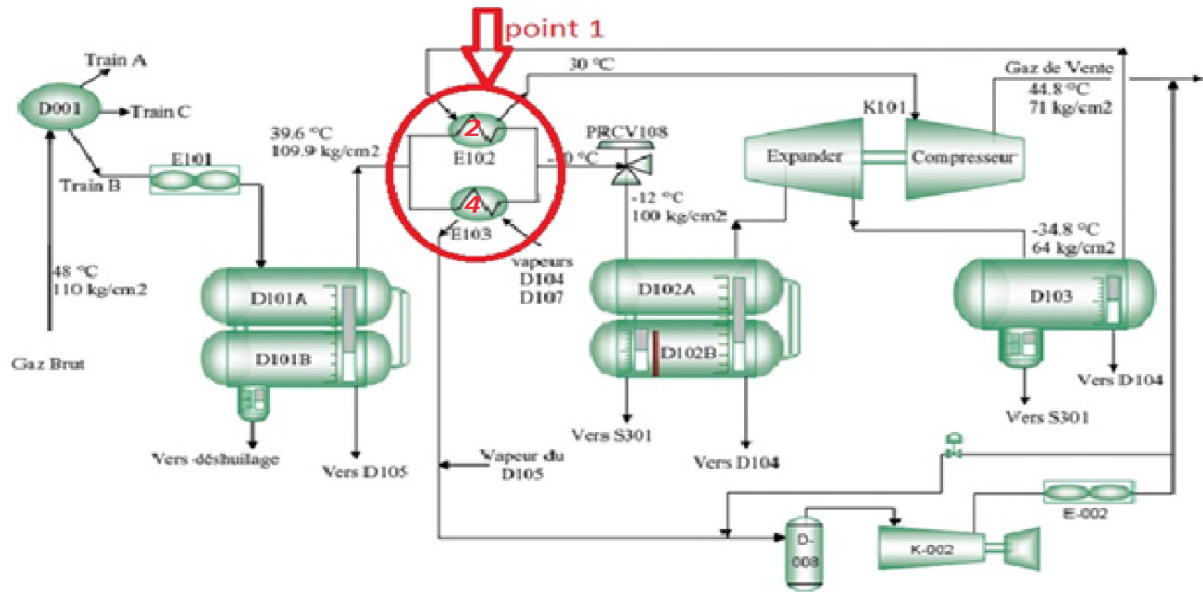 point 1
Train A
D001
Train C
Train B
E101
48 °C
110 kg/cm2
Gaz Brut
39.6 °C
109.9 kg/cm2
2
E102
4
E103
30 °C
PRCV108
-12 °C
100 kg/cm2
vapeurs
D104
D107
K101
Expander
Compresseur
Gaz de Vente
44.8 °C
71 kg/cm2
-34.8 °C
64 kg/cm2
D101A
D101B
D102A
D102B
D103
Vers déshuilage
Vers D105
Vapeur du
D105
Vers S301
Vers D104
Vers S301
Vers D104
D-
003
K-002
E-002